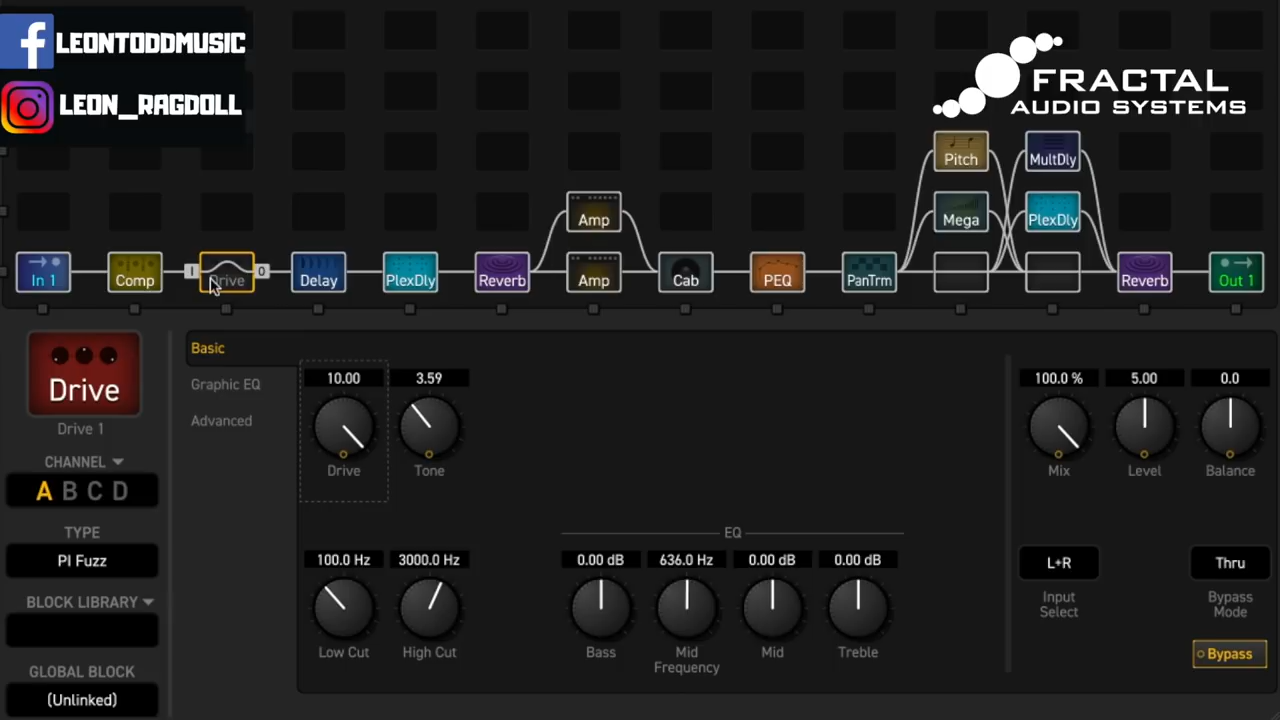 f LEONTODDMUSIC
LEON_RAGDOLL
FRACTAL
AUDIO SYSTEMS
Pitch MultDly
Amp Mega PlexDly
In 1 Comp I Drive O Delay PlexDly Reverb Amp Cab PEQ PanTrm Reverb Out 1
Drive
Drive 1
CHANNEL
A B C D
TYPE
PI Fuzz
BLOCK LIBRARY
GLOBAL BLOCK
(Unlinked)
Basic
Graphic EQ
Advanced
10.00 3.59
Drive Tone
100.0 % 5.00 0.0
Mix Level Balance
EQ
100.0 Hz 3000.0 Hz 0.00 dB 636.0 Hz 0.00 dB 0.00 dB
Low Cut High Cut Bass Mid Frequency Mid Treble
L+R Thru
Input Select Bypass Mode
Bypass